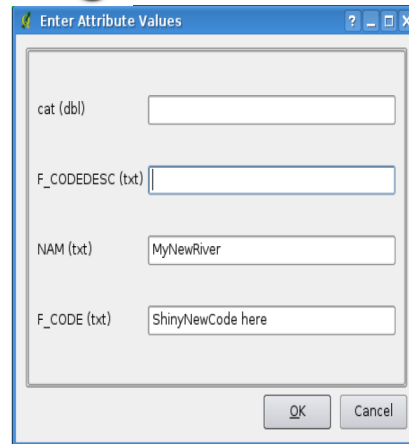 Enter Attribute Values
cat (dbl)
F_CODEDESC (txt)
NAM (txt) MyNewRiver
F_CODE (txt) ShinyNewCode here
OK Cancel